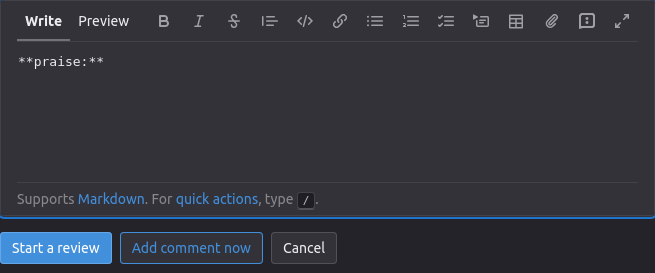 Write Preview B I S
**praise:**
Supports Markdown. For quick actions, type /.
Start a review Add comment now Cancel